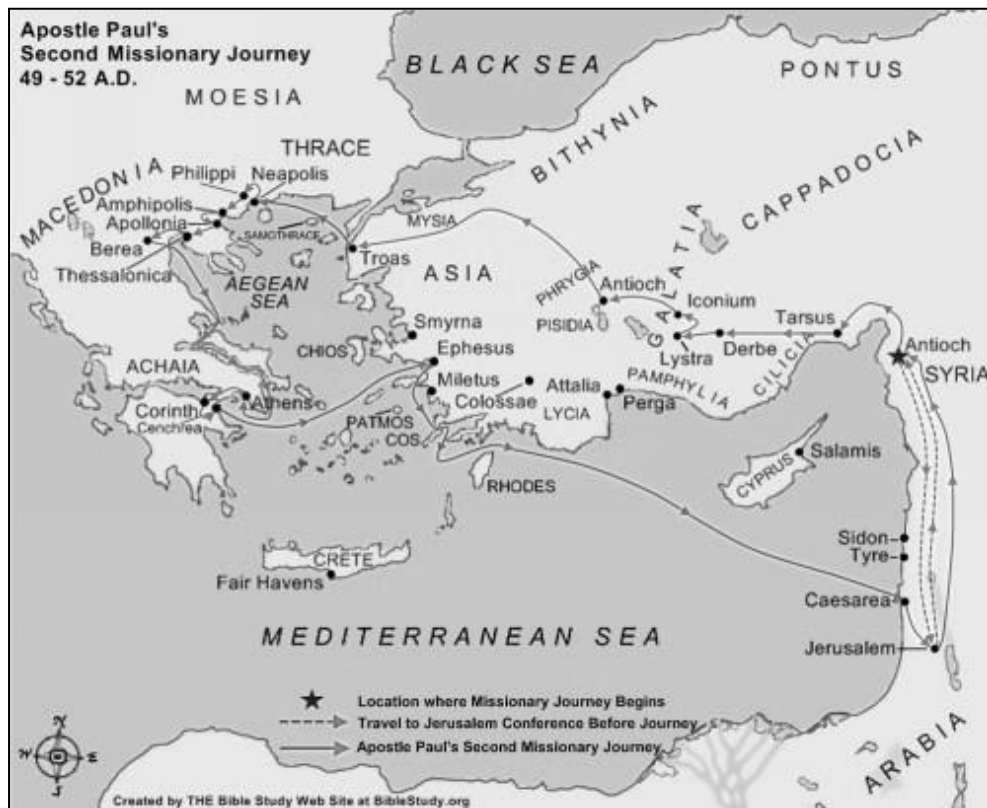 Apostle Paul's
Second Missionary Journey
49 - 52 A.D.
BLACK SEA
PONTUS
MOESIA
BITHYNIA
CAPPADOCIA
THRACE
MACEDONIA
Philippi
Neapolis
Amphipolis
Apollonia
SAMOTHRACE
Berea
Thessalonica
MYSIA
Troas
ASIA
AEGEAN
SEA
PHRYGIA
Antioch
PISIDIA
GALATIA
Iconium
Lystra
Derbe
Tarsus
CILICIA
Antioch
SYRIA
Smyrna
CHIOS
Ephesus
ACHAIA
Athens
Corinth
Cenchrea
Miletus
Colossae
PATMOS
COS
Attalia
LYCIA
Perga
PAMPHYLIA
RHODES
CYPRUS
Salamis
Sidon
Tyre
CRETE
Fair Havens
Caesarea
MEDITERRANEAN SEA
Jerusalem
Location where Missionary Journey Begins
Travel to Jerusalem Conference Before Journey
Apostle Paul's Second Missionary Journey
ARABIA
N
W
E
S
Created by THE Bible Study Web Site at BibleStudy.org